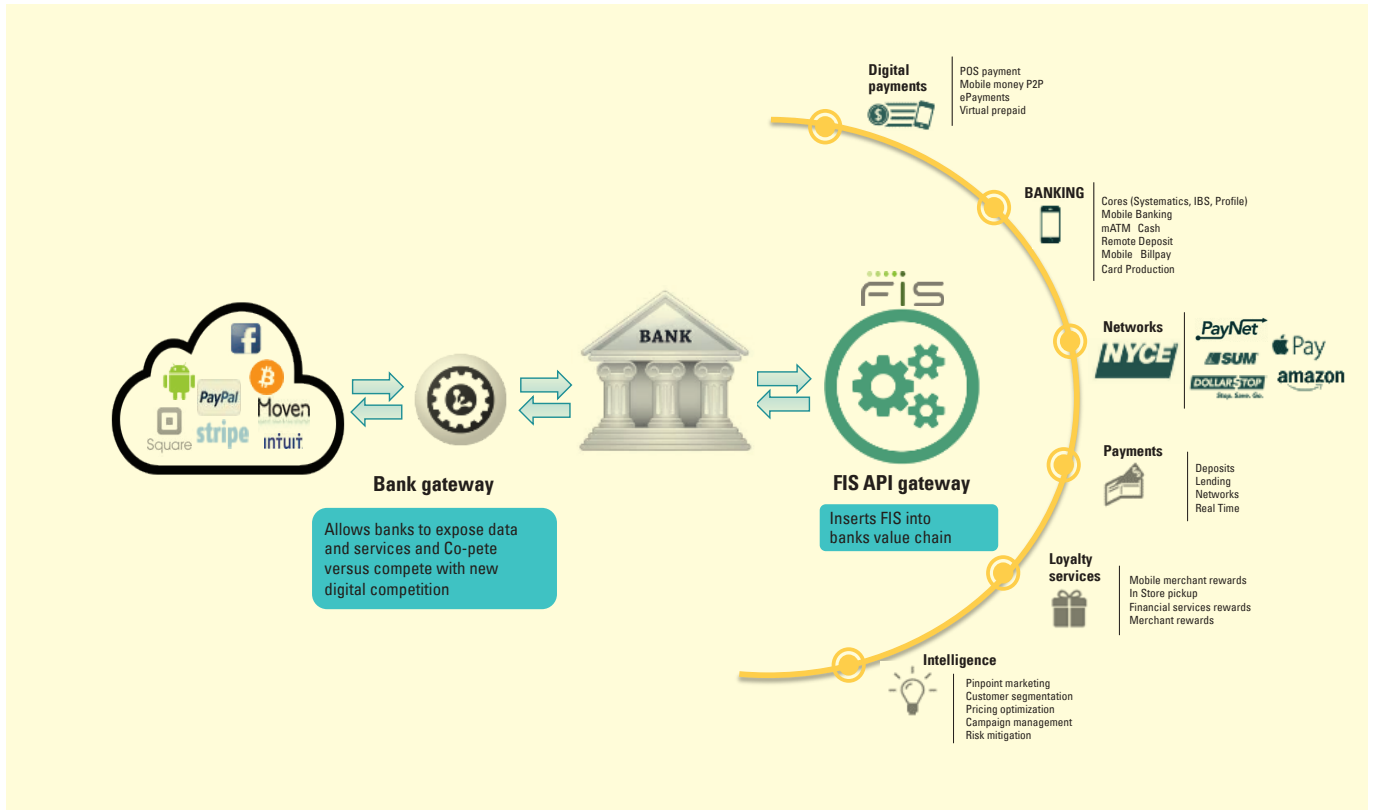 Digital
payments
POS payment
Mobile money P2P
ePayments
Virtual prepaid
BANKING
Cores (Systematics, IBS, Profile)
Mobile Banking
mATM Cash
Remote Deposit
Mobile Billpay
Card Production
FiS
BANK
Networks
NYCE
PayNet
SUM
DOLLAR$TOP
Stop. Save. Go.
Pay
amazon
f
PayPal
Moven
Square
stripe
intuit
Bank gateway
Allows banks to expose data
and services and Co-pete
versus compete with new
digital competition
FIS API gateway
Inserts FIS into
banks value chain
Payments
Deposits
Lending
Networks
Real Time
Loyalty
services
Mobile merchant rewards
In Store pickup
Financial services rewards
Merchant rewards
Intelligence
Pinpoint marketing
Customer segmentation
Pricing optimization
Campaign management
Risk mitigation